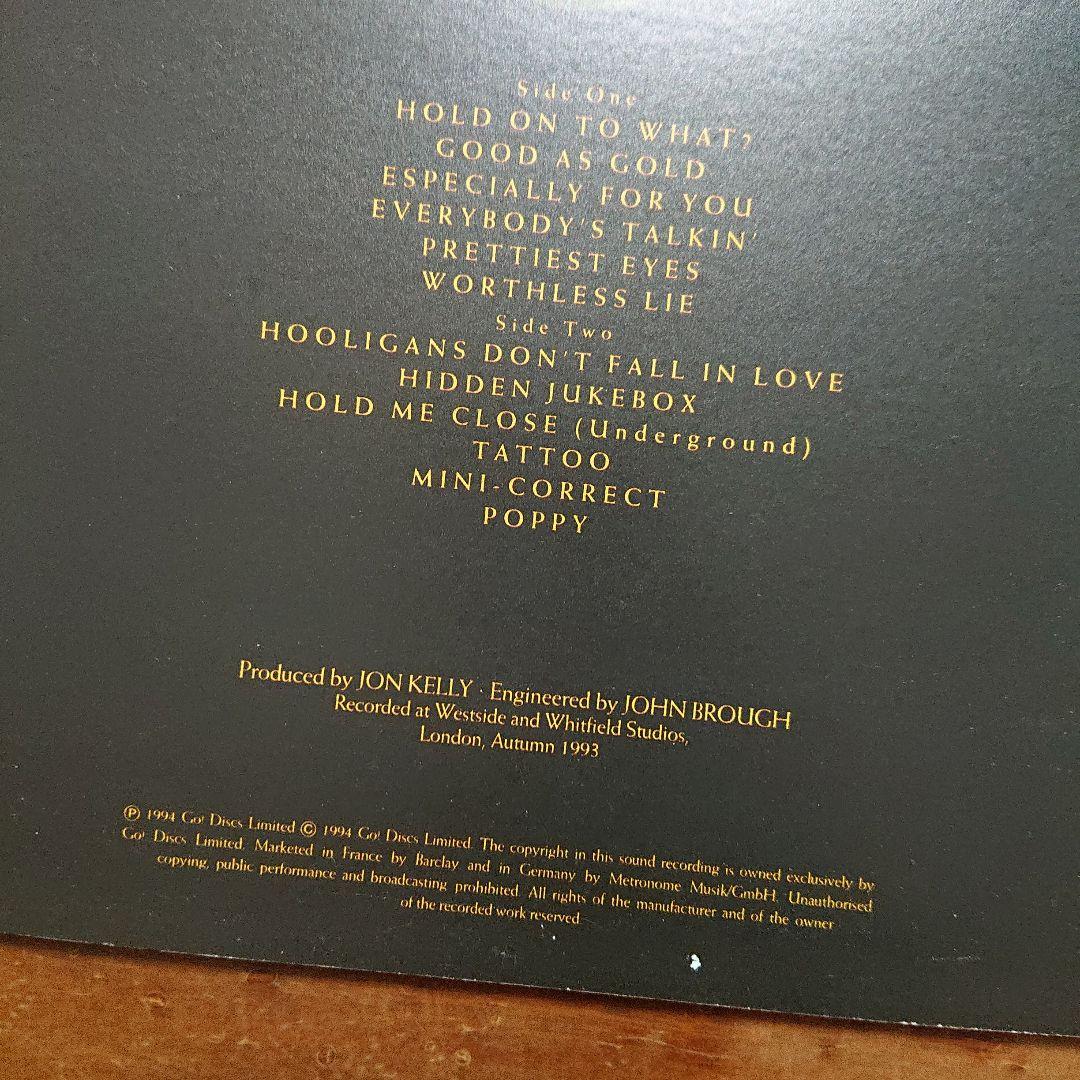 Side One
HOLD ON TO WHAT?
GOOD AS GOLD
ESPECIALLY FOR YOU
EVERYBODY'S TALKIN'
PRETTIEST EYES
WORTHLESS LIE
Side Two
HOOLIGANS DON'T FALL IN LOVE
HIDDEN JUKEBOX
HOLD ME CLOSE (Underground)
TATTOO
MINI-CORRECT
POPPY
Produced by JON KELLY · Engineered by JOHN BROUGH
Recorded at Westside and Whitfield Studios,
London, Autumn 1993
Ⓟ 1994 Go! Discs Limited © 1994 Go! Discs Limited. The copyright in this sound recording is owned exclusively by
Go! Discs Limited. Marketed in France by Barclay and in Germany by Metronome Musik/GmbH. Unauthorised
copying, public performance and broadcasting prohibited. All rights of the manufacturer and of the owner
of the recorded work reserved